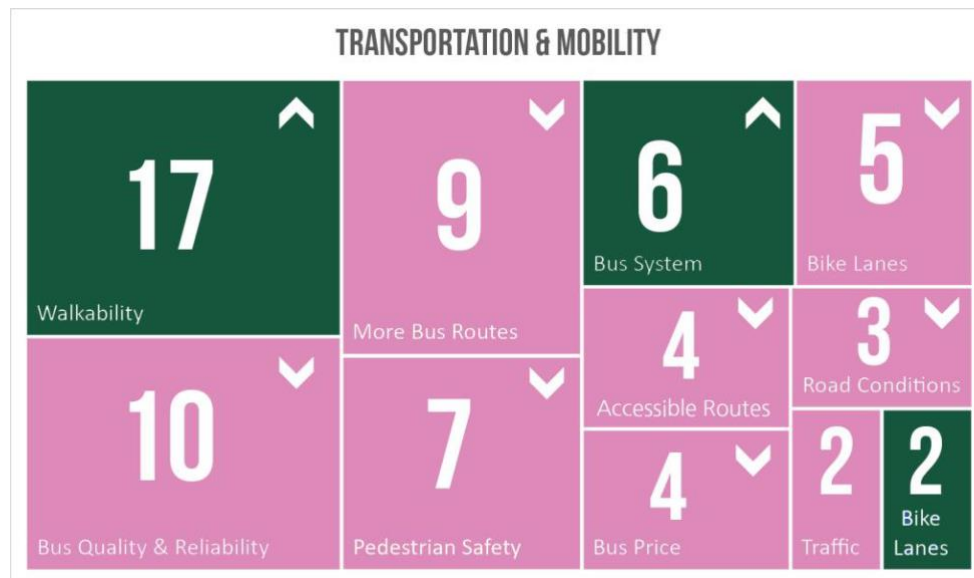 TRANSPORTATION & MOBILITY
17
Walkability
10
Bus Quality & Reliability
9
More Bus Routes
7
Pedestrian Safety
6
Bus System
5
Bike Lanes
4
Accessible Routes
3
Road Conditions
4
Bus Price
2
Traffic
2
Bike
Lanes